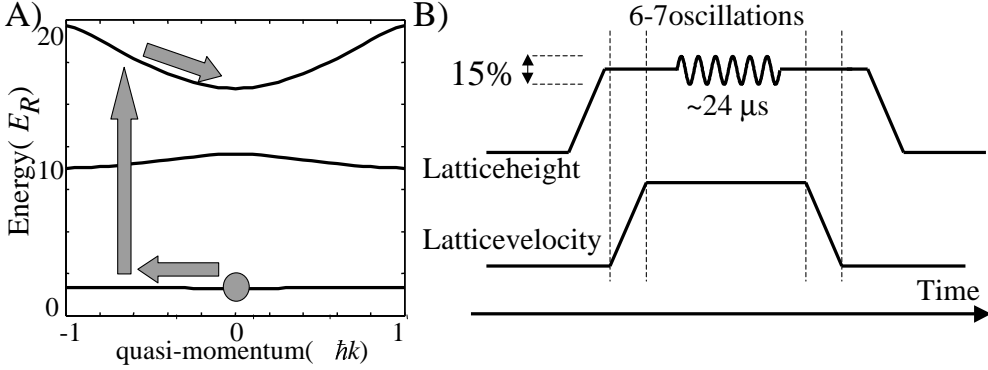 A)
20
10
0
Energy( E_R)
-1 0 1
quasi-momentum( ħk)
B)
6-7oscillations
15%
~24 μs
Latticeheight
Latticevelocity
Time